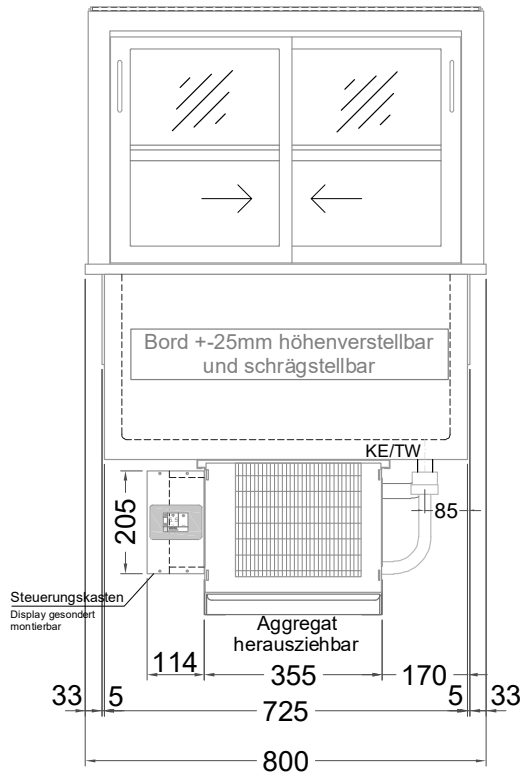 Bord +-25mm höhenverstellbar
und schrägstellbar
KE/TW
205
85
Steuerungskasten
Display gesondert
montierbar
Aggregat
herausziehbar
114
355
170
33
5
725
5
33
800